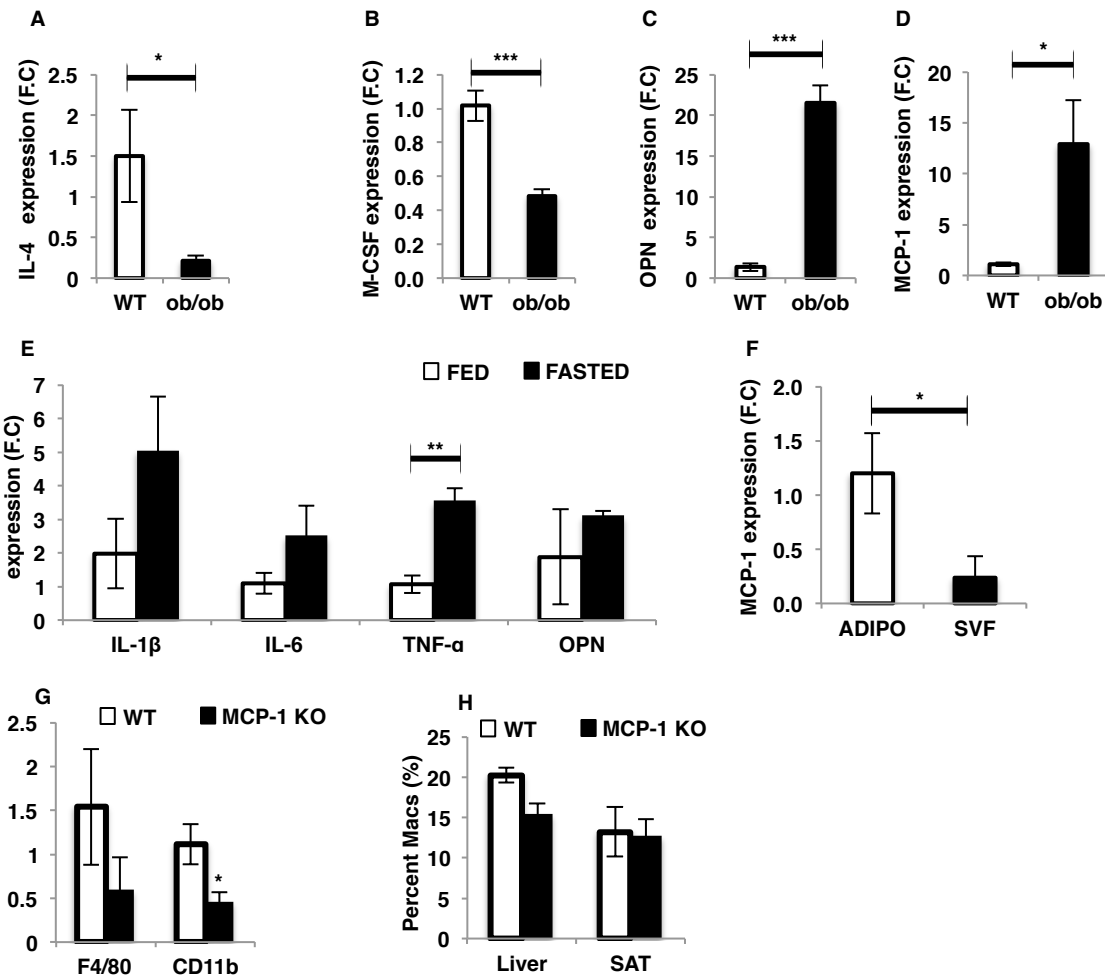 A
IL-4 expression (F.C)
2.5
2
1.5
1
0.5
0
*
WT ob/ob
B
M-CSF expression (F.C)
1.2
1.0
0.8
0.6
0.4
0.2
0.0
***
WT ob/ob
C
OPN expression (F.C)
25
20
15
10
5
0
***
WT ob/ob
D
MCP-1 expression (F.C)
20
15
10
5
0
*
WT ob/ob
E
FED FASTED
expression (F.C)
7
6
5
4
3
2
1
0
**
IL-1β IL-6 TNF-α OPN
F
MCP-1 expression (F.C)
2.0
1.5
1.0
0.5
0.0
*
ADIPO SVF
G
WT MCP-1 KO
2.5
2
1.5
1
0.5
0
*
F4/80 CD11b
H
WT MCP-1 KO
Percent Macs (%)
25
20
15
10
5
0
Liver SAT